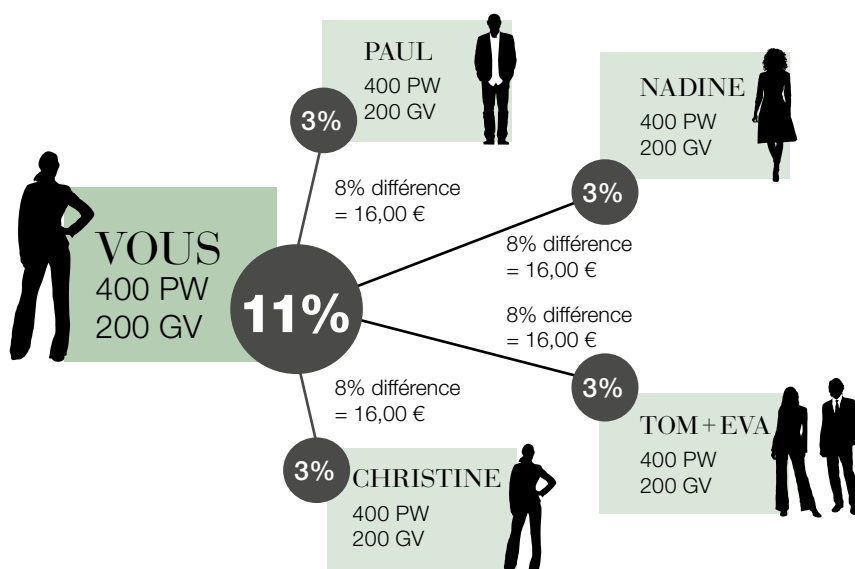 PAUL
400 PW
200 GV
3%
NADINE
400 PW
200 GV
3%
8% différence
= 16,00 €
VOUS
400 PW
200 GV
11%
8% différence
= 16,00 €
8% différence
= 16,00 €
8% différence
= 16,00 €
3%
TOM + EVA
400 PW
200 GV
3%
CHRISTINE
400 PW
200 GV